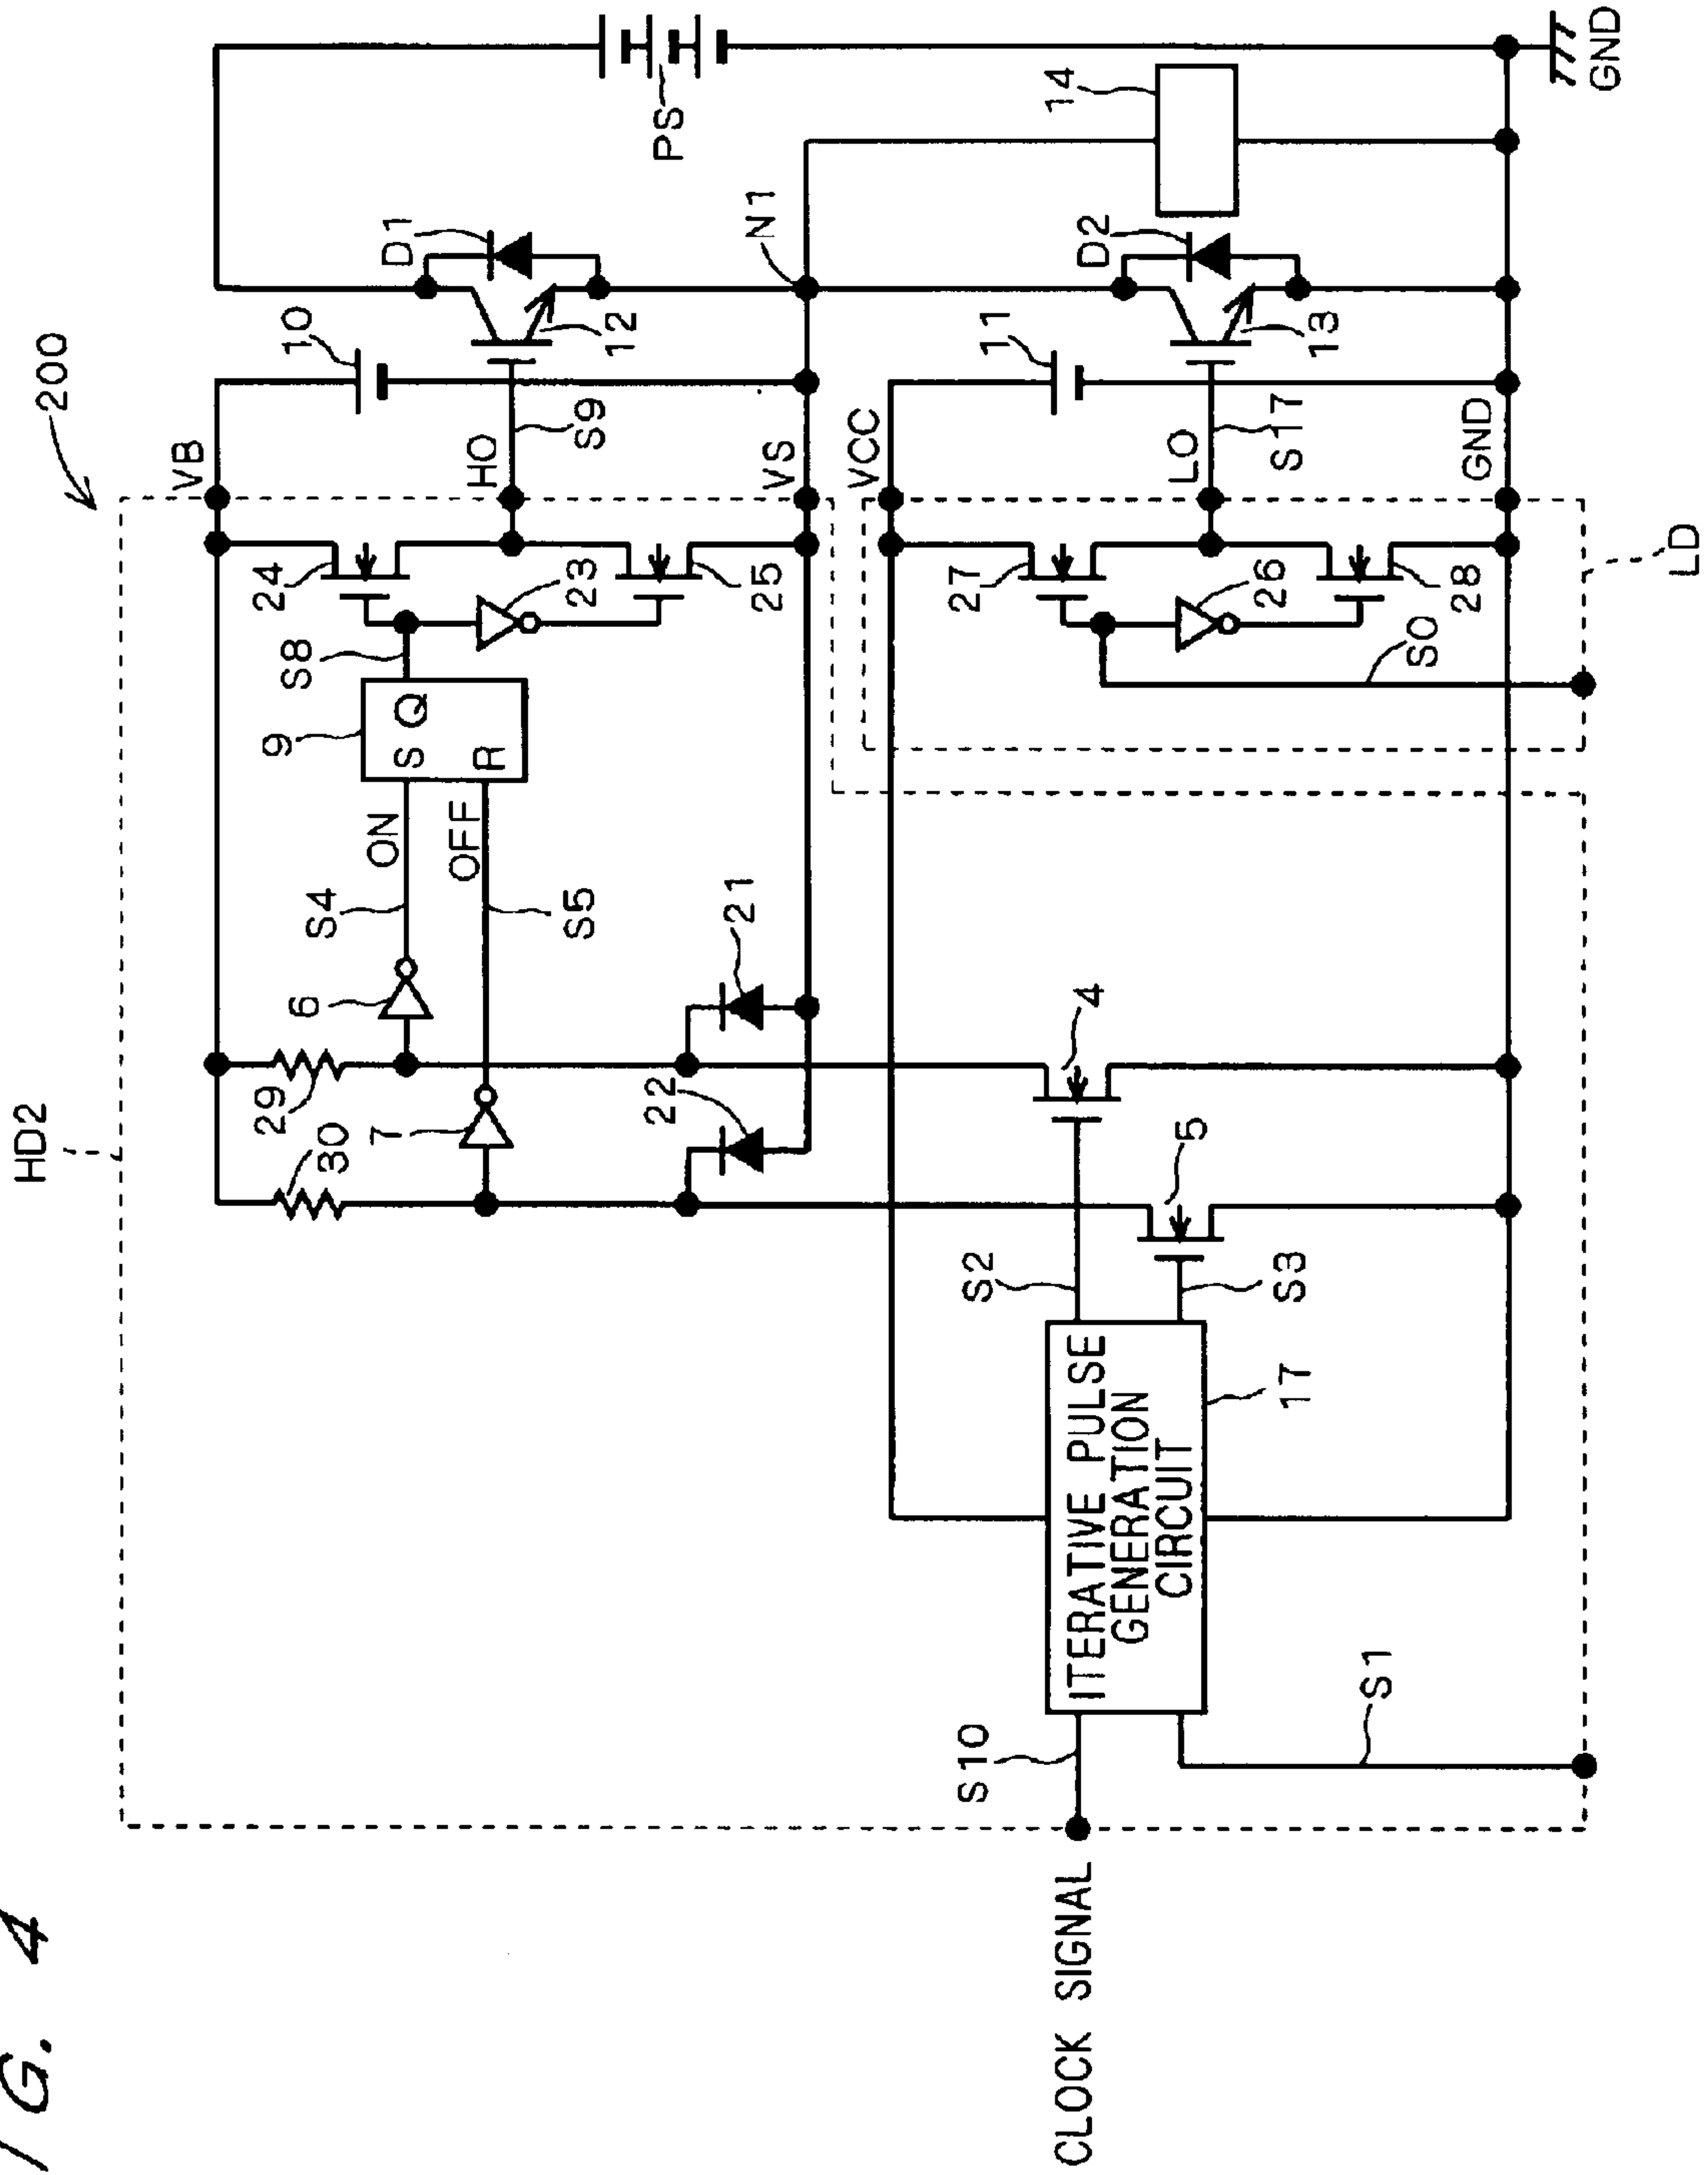 IG. 4
200
HD2
VB
10
D1
PS
24
S8
9
S
Q
R
23
HO
S9
12
25
VS
N1
14
29
30
6
S4
ON
7
OFF
S5
22
21
VCC
11
D2
27
LO
S17
13
26
28
S0
GND
GND
LD
4
5
S2
S3
ITERATIVE PULSE
GENERATION
CIRCUIT
17
S10
S1
CLOCK SIGNAL